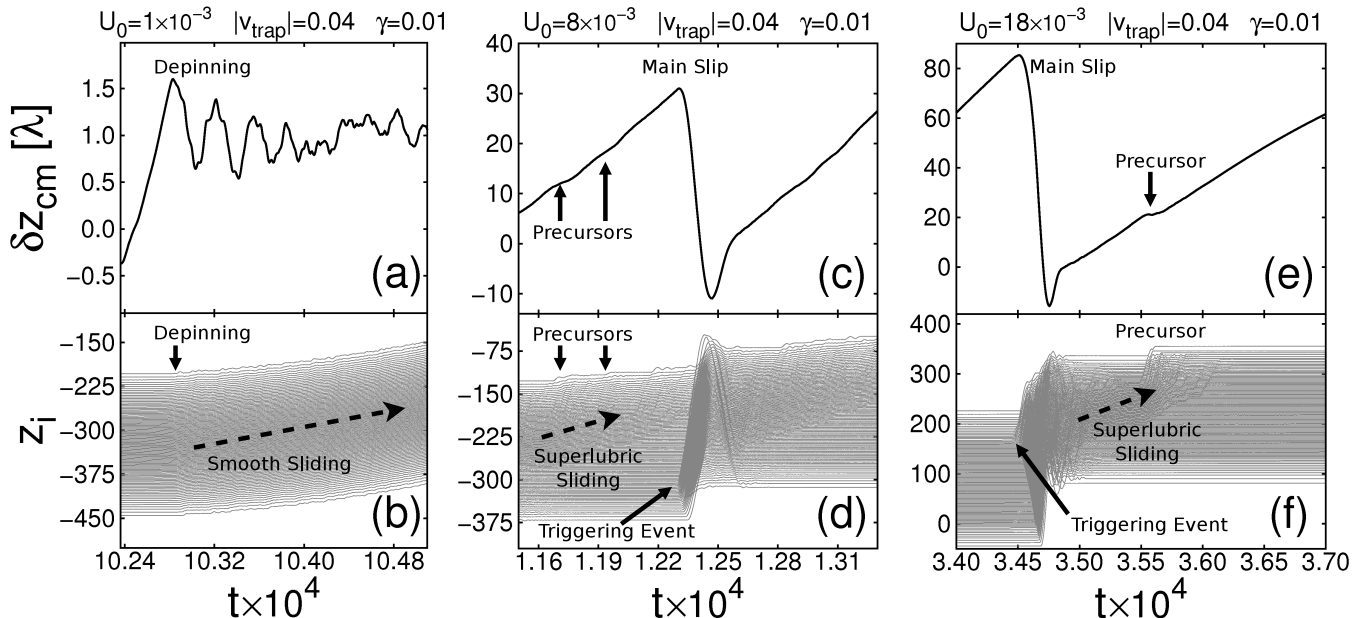 U₀=1×10⁻³ |v_trap|=0.04 γ=0.01
Depinning
δz_cm [λ]
1.5
1.0
0.5
0.0
−0.5
(a)
Depinning
Smooth Sliding
z_i
−150
−225
−300
−375
−450
(b)
10.24 10.32 10.40 10.48
t×10⁴
U₀=8×10⁻³ |v_trap|=0.04 γ=0.01
Main Slip
40
30
20
10
0
−10
Precursors
(c)
Precursors
−75
−150
−225
−300
−375
Superlubric
Sliding
Triggering Event
(d)
1.16 1.19 1.22 1.25 1.28 1.31
t×10⁴
U₀=18×10⁻³ |v_trap|=0.04 γ=0.01
Main Slip
80
60
40
20
0
Precursor
(e)
Precursor
400
300
200
100
0
Superlubric
Sliding
Triggering Event
(f)
3.40 3.45 3.50 3.55 3.60 3.65 3.70
t×10⁴